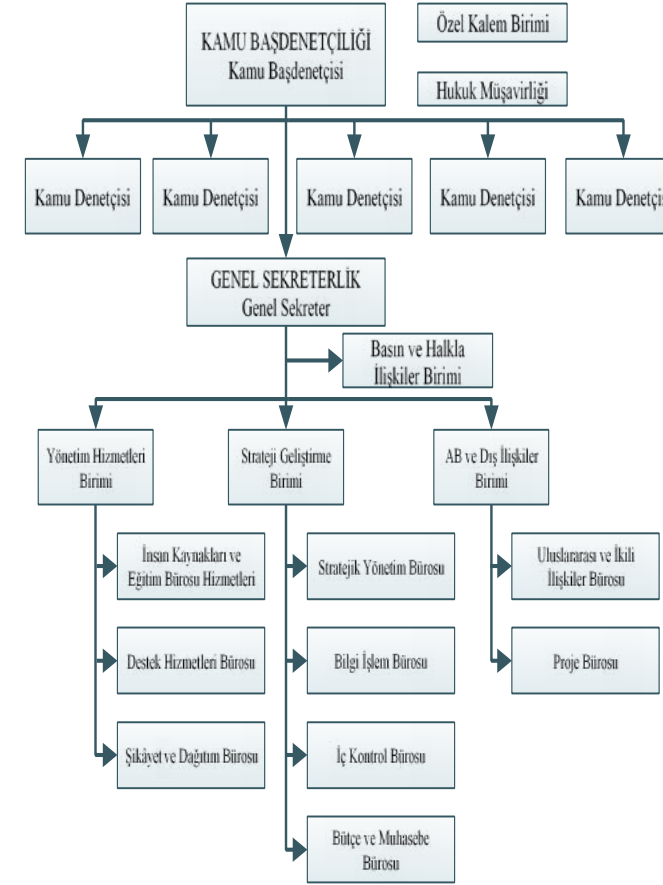 KAMU BAŞDENETÇİLİĞİ
Kamu Başdenetçisi
Özel Kalem Birimi
Hukuk Müşavirliği
Kamu Denetçisi
Kamu Denetçisi
Kamu Denetçisi
Kamu Denetçisi
Kamu Denetçis
GENEL SEKRETERLİK
Genel Sekreter
Basın ve Halkla
İlişkiler Birimi
Yönetim Hizmetleri
Birimi
Strateji Geliştirme
Birimi
AB ve Dış İlişkiler
Birimi
İnsan Kaynakları ve
Eğitim Bürosu Hizmetleri
Stratejik Yönetim Bürosu
Uluslararası ve İkili
İlişkiler Bürosu
Destek Hizmetleri Bürosu
Bilgi İşlem Bürosu
Proje Bürosu
Şikâyet ve Dağıtım Bürosu
İç Kontrol Bürosu
Bütçe ve Muhasebe
Bürosu